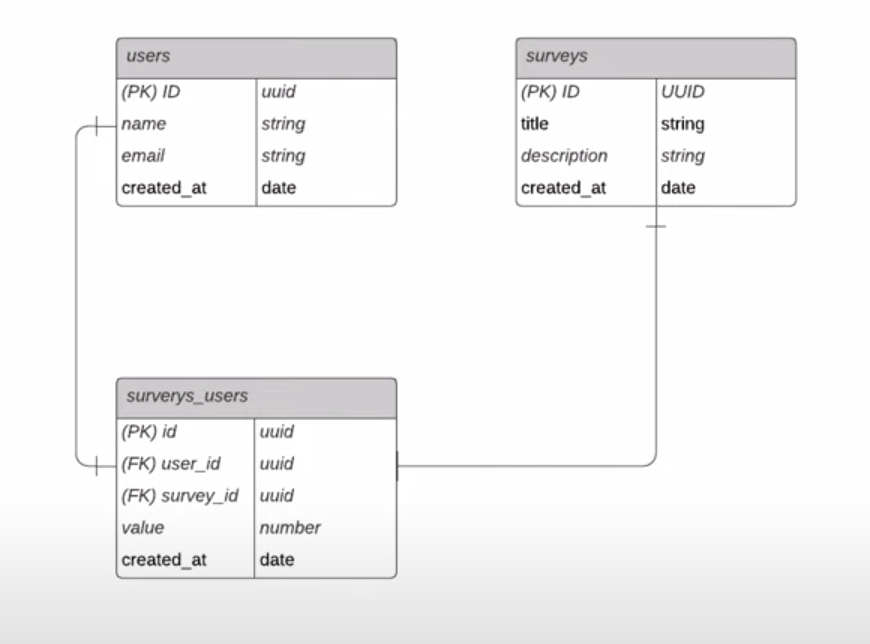 users
(PK) ID uuid
name string
email string
created_at date
surveys
(PK) ID UUID
title string
description string
created_at date
surverys_users
(PK) id uuid
(FK) user_id uuid
(FK) survey_id uuid
value number
created_at date